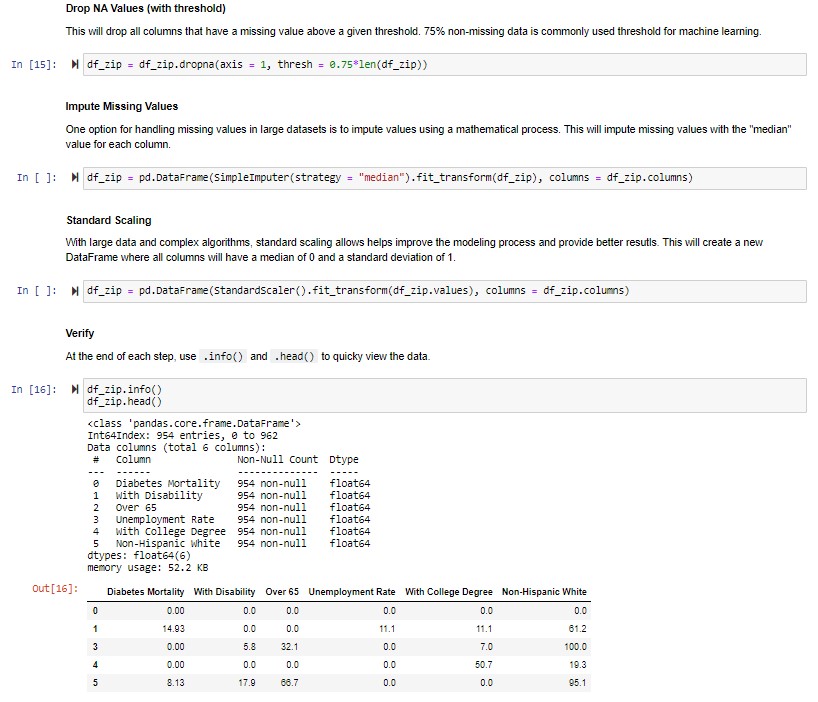 Drop NA Values (with threshold)
This will drop all columns that have a missing value above a given threshold. 75% non-missing data is commonly used threshold for machine learning.
In [15]: df_zip = df_zip.dropna(axis = 1, thresh = 0.75*len(df_zip))
Impute Missing Values
One option for handling missing values in large datasets is to impute values using a mathematical process. This will impute missing values with the "median"
value for each column.
In [ ]: df_zip = pd.DataFrame(SimpleImputer(strategy = "median").fit_transform(df_zip), columns = df_zip.columns)
Standard Scaling
With large data and complex algorithms, standard scaling allows helps improve the modeling process and provide better resutls. This will create a new
DataFrame where all columns will have a median of 0 and a standard deviation of 1.
In [ ]: df_zip = pd.DataFrame(StandardScaler().fit_transform(df_zip.values), columns = df_zip.columns)
Verify
At the end of each step, use .info() and .head() to quicky view the data.
In [16]: df_zip.info()
df_zip.head()
<class 'pandas.core.frame.DataFrame'>
Int64Index: 954 entries, 0 to 962
Data columns (total 6 columns):
# Column Non-Null Count Dtype
--- ------ -------------- -----
0 Diabetes Mortality 954 non-null float64
1 With Disability 954 non-null float64
2 Over 65 954 non-null float64
3 Unemployment Rate 954 non-null float64
4 With College Degree 954 non-null float64
5 Non-Hispanic White 954 non-null float64
dtypes: float64(6)
memory usage: 52.2 KB
Out[16]: Diabetes Mortality With Disability Over 65 Unemployment Rate With College Degree Non-Hispanic White
0 0.00 0.0 0.0 0.0 0.0 0.0
1 14.93 0.0 0.0 11.1 11.1 61.2
3 0.00 5.8 32.1 0.0 7.0 100.0
4 0.00 0.0 0.0 0.0 50.7 19.3
5 8.13 17.9 66.7 0.0 0.0 95.1